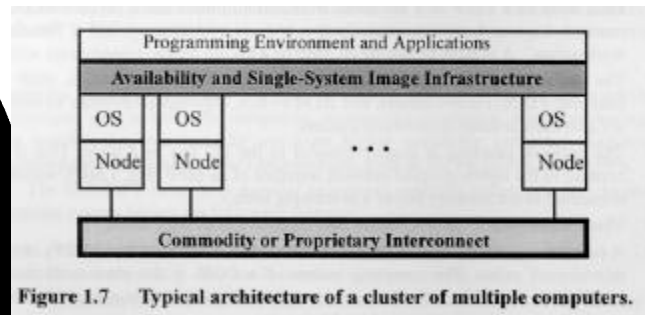 Programming Environment and Applications
Availability and Single-System Image Infrastructure
OS OS OS
Node Node • • • Node
Commodity or Proprietary Interconnect
Figure 1.7 Typical architecture of a cluster of multiple computers.